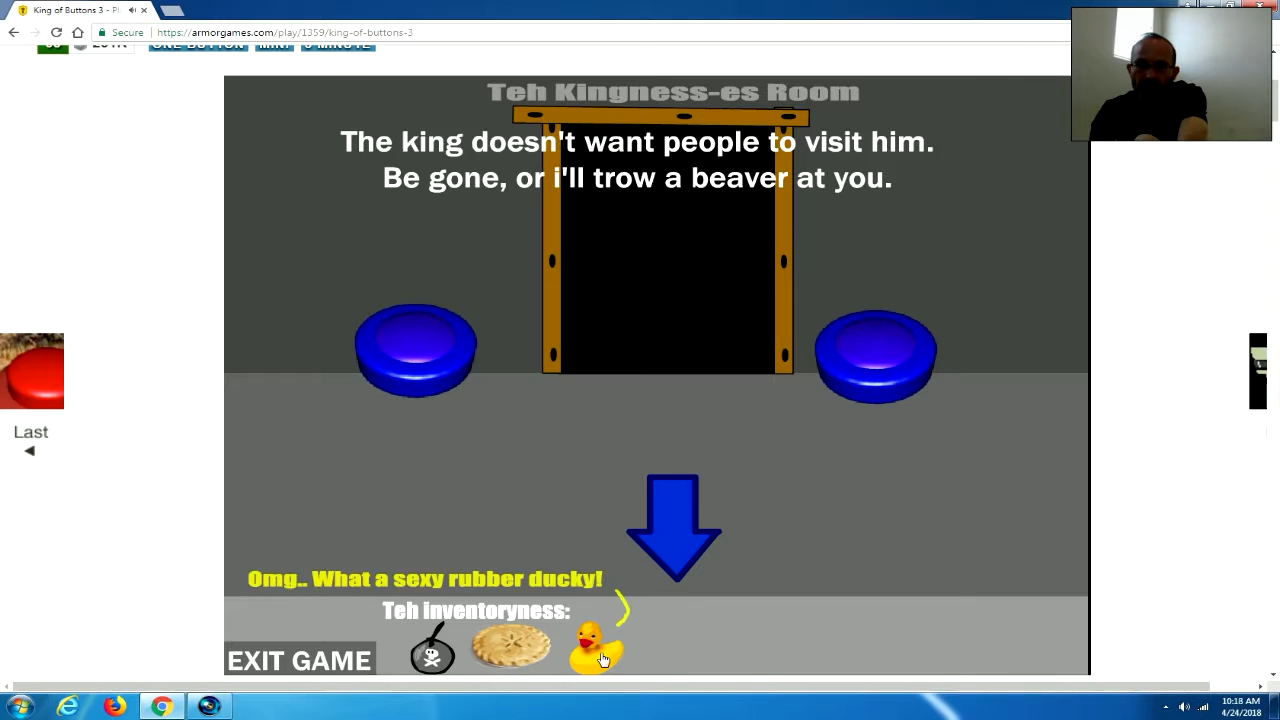 King of Buttons 3 - Pl
Secure
https://armorgames.com/play/1359/king-of-buttons-3
ONE BUTTON
Teh Kingness-es Room
The king doesn't want people to visit him.
Be gone, or i'll trow a beaver at you.
Last
Omg.. What a sexy rubber ducky!
Teh inventoryness:
EXIT GAME
10:18 AM
4/24/2018